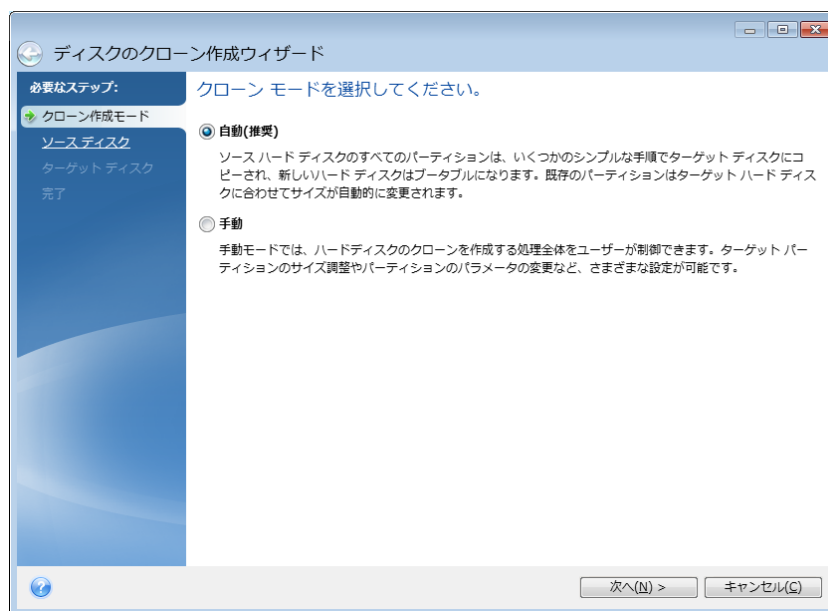 ディスクのクローン作成ウィザード
必要なステップ:
クローン作成モード
ソース ディスク
ターゲット ディスク
完了
クローン モードを選択してください。
自動(推奨)
ソース ハード ディスクのすべてのパーティションは、いくつかのシンプルな手順でターゲット ディスクにコ
ピーされ、新しいハード ディスクはブータブルになります。既存のパーティションはターゲット ハード ディス
クに合わせてサイズが自動的に変更されます。
手動
手動モードでは、ハードディスクのクローンを作成する処理全体をユーザーが制御できます。ターゲット パー
ティションのサイズ調整やパーティションのパラメータの変更など、さまざまな設定が可能です。
次へ(N) >
キャンセル(C)